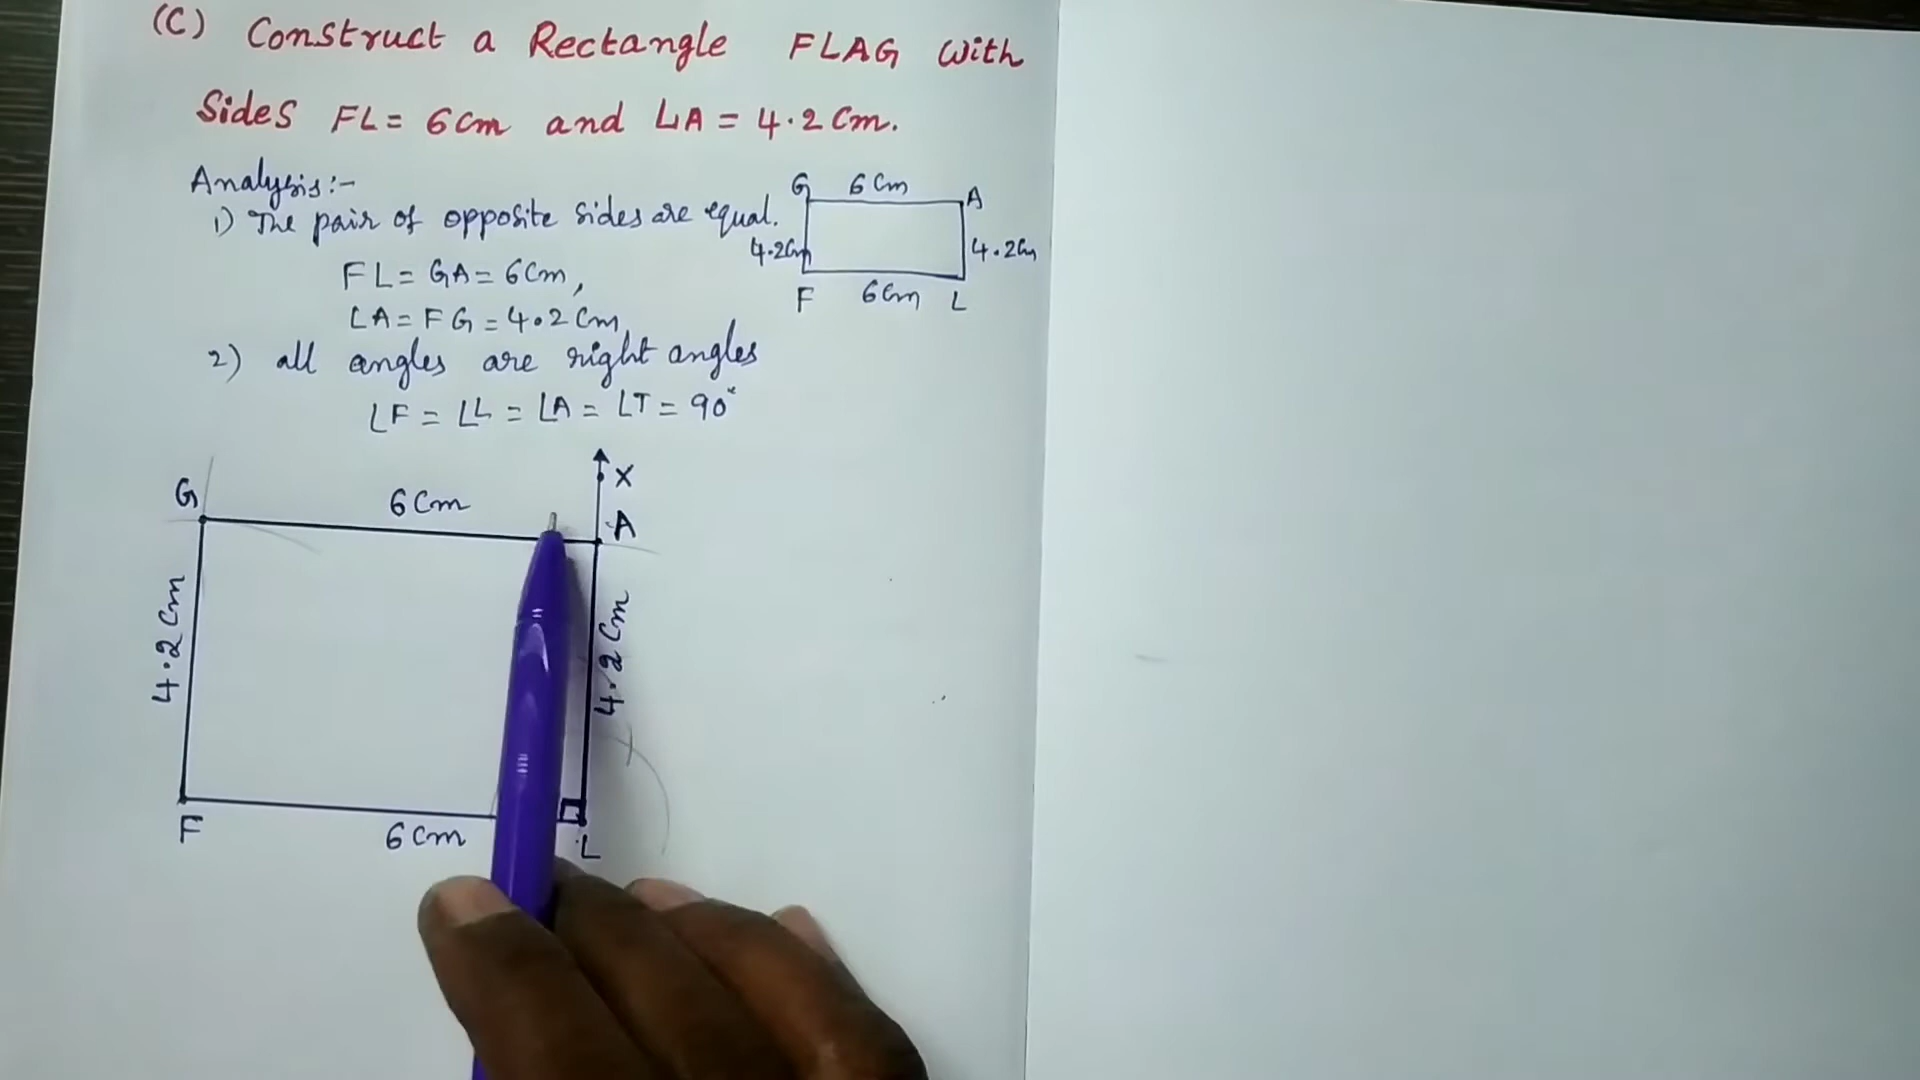 (C) Construct a Rectangle FLAG With
Sides FL = 6cm and LA = 4.2 Cm.
Analysis:-
1) The pair of opposite sides are equal.
FL = GA = 6Cm,
LA = FG = 4.2 Cm,
2) all angles are right angles
∠F = ∠L = ∠A = ∠T = 90°
G 6 Cm A
4.2Cm 4.2Cm
F 6Cm L
X
G 6 Cm A
4.2 Cm 4.2 Cm
F 6 Cm L